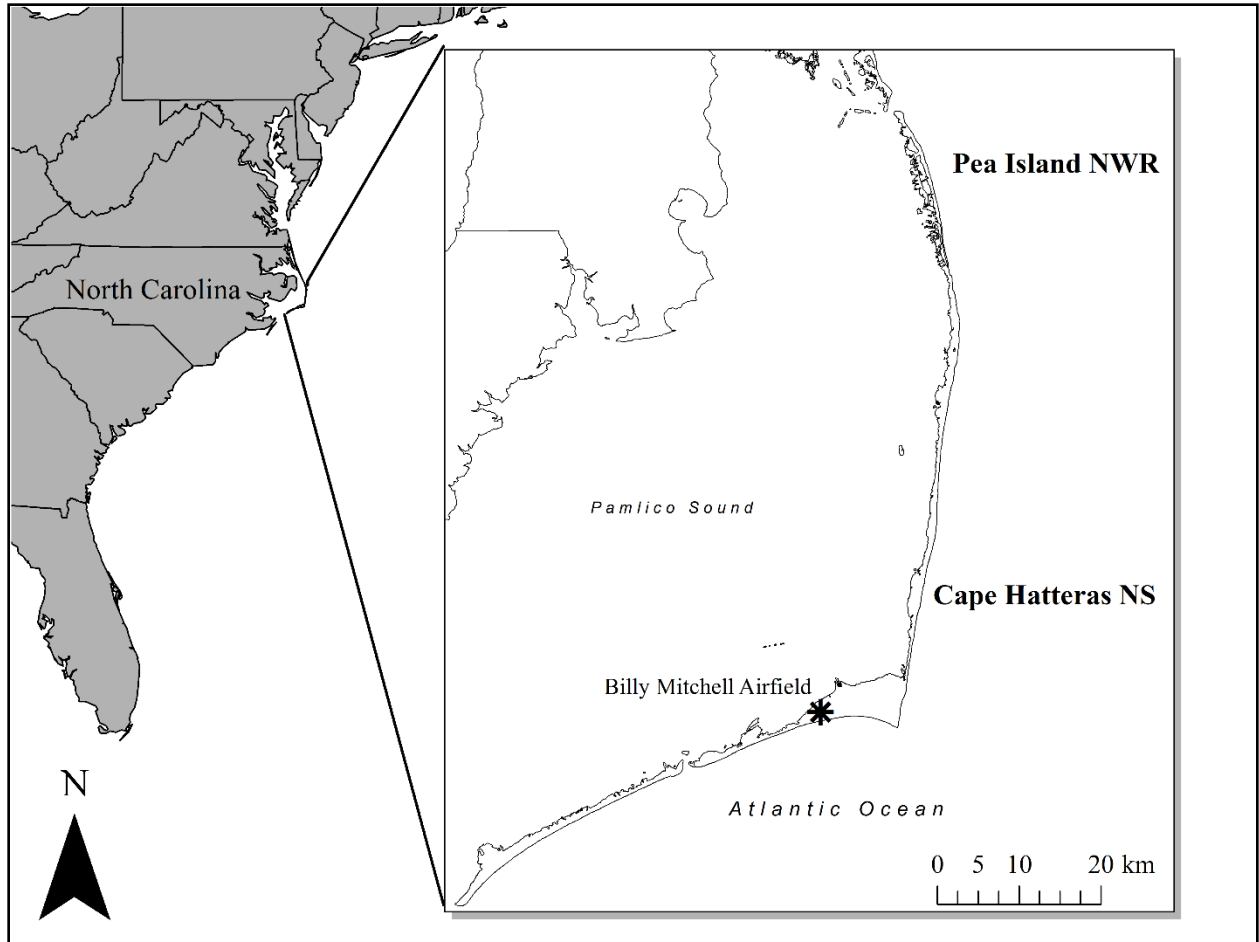 Pea Island NWR
North Carolina
Pamlico Sound
Cape Hatteras NS
Billy Mitchell Airfield
N
Atlantic Ocean
0 5 10 20 km